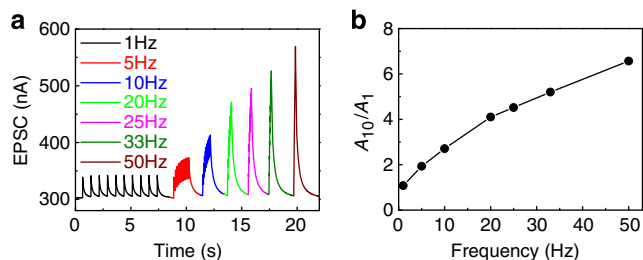 a
EPSC (nA)
600
500
400
300
1Hz
5Hz
10Hz
20Hz
25Hz
33Hz
50Hz
0 5 10 15 20
Time (s)
b
A10/A1
8
6
4
2
0
0 10 20 30 40 50
Frequency (Hz)